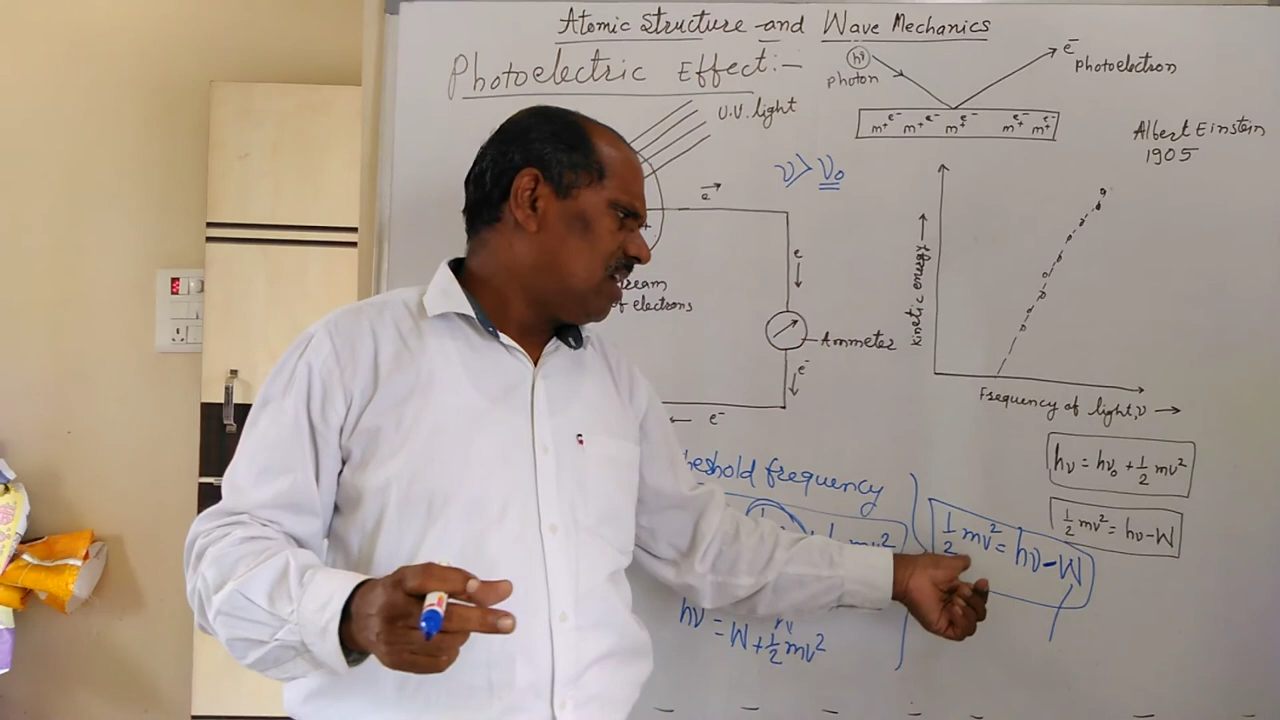 Atomic Structure and Wave Mechanics
Photoelectric Effect:-
U.V. light
ν > ν₀
hν
photon
e⁻
photoelectron
e⁻ e⁻ e⁻ e⁻ e⁻
m⁺ m⁺ m⁺ m⁺ m⁺
Albert Einstein
1905
e
e
of electrons
Ammeter
e⁻
e⁻
kinetic energy
Frequency of light, ν
frequency
hν = hν₀ + ½ mv²
½ mv² = hν - W
½ mv² = hν - W
hν = W + ½ mv²